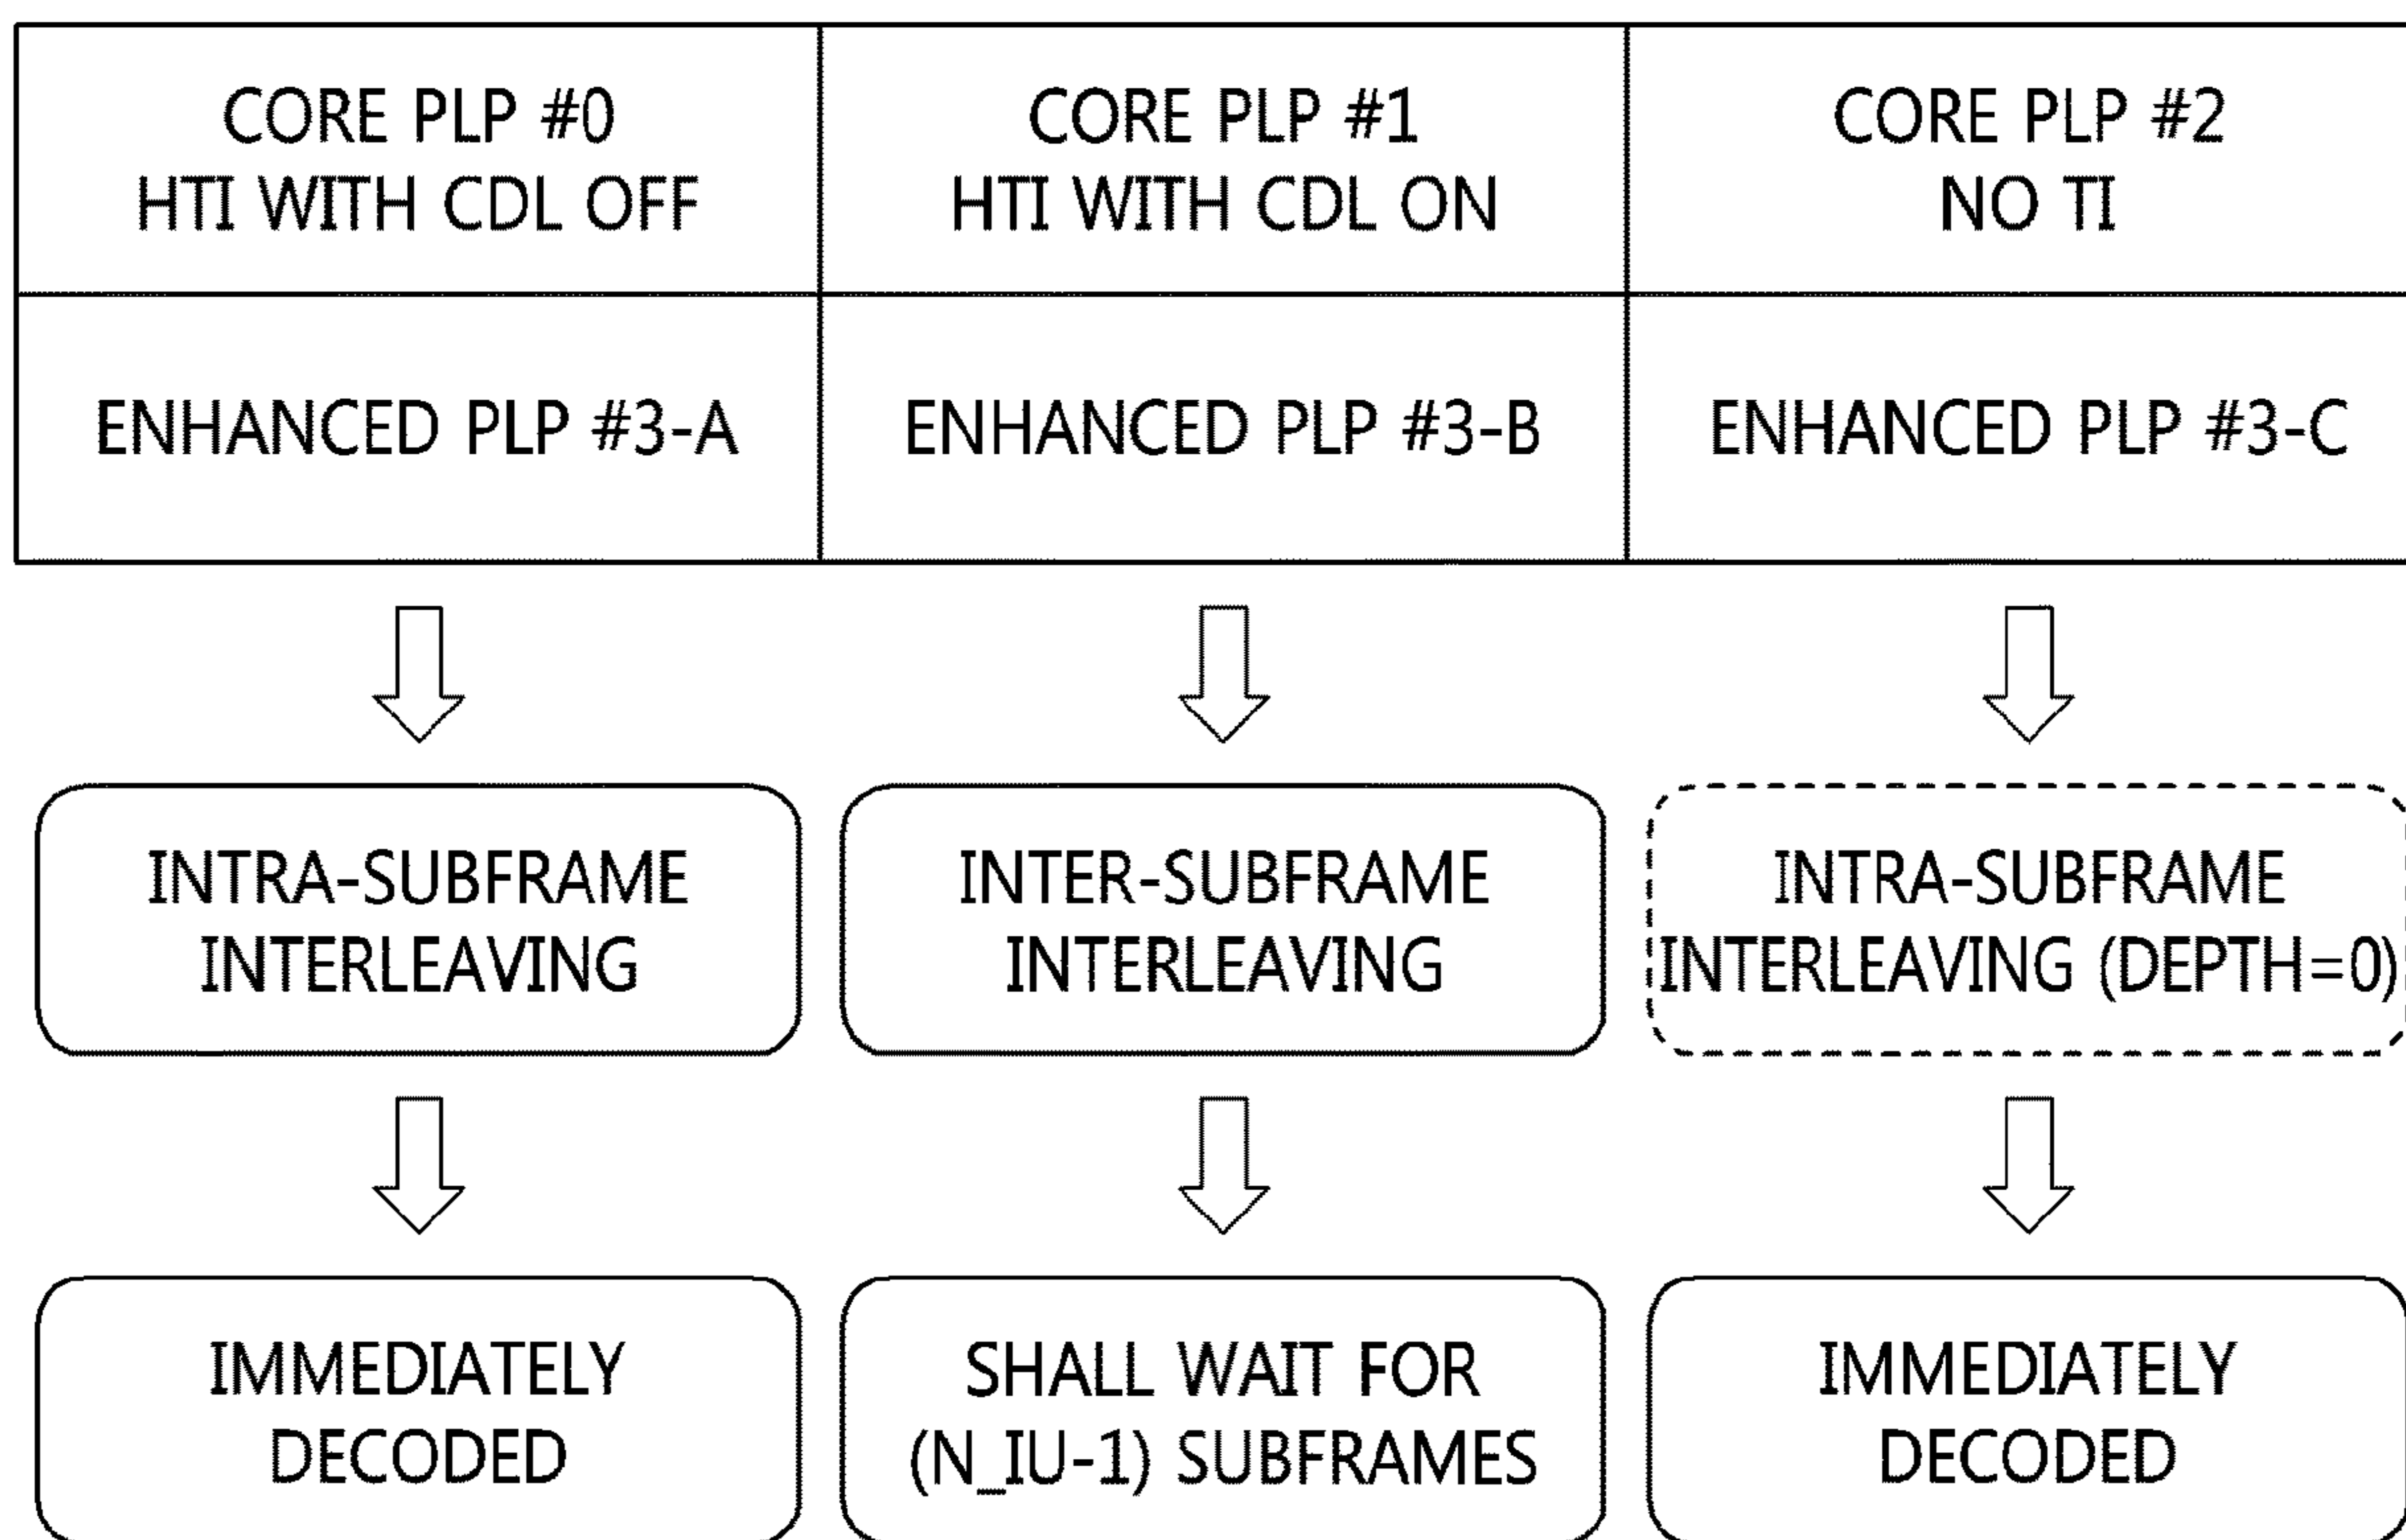 CORE PLP #0
HTI WITH CDL OFF
CORE PLP #1
HTI WITH CDL ON
CORE PLP #2
NO TI
ENHANCED PLP #3-A
ENHANCED PLP #3-B
ENHANCED PLP #3-C
INTRA-SUBFRAME
INTERLEAVING
INTER-SUBFRAME
INTERLEAVING
INTRA-SUBFRAME
INTERLEAVING (DEPTH=0)
IMMEDIATELY
DECODED
SHALL WAIT FOR
(N_IU-1) SUBFRAMES
IMMEDIATELY
DECODED